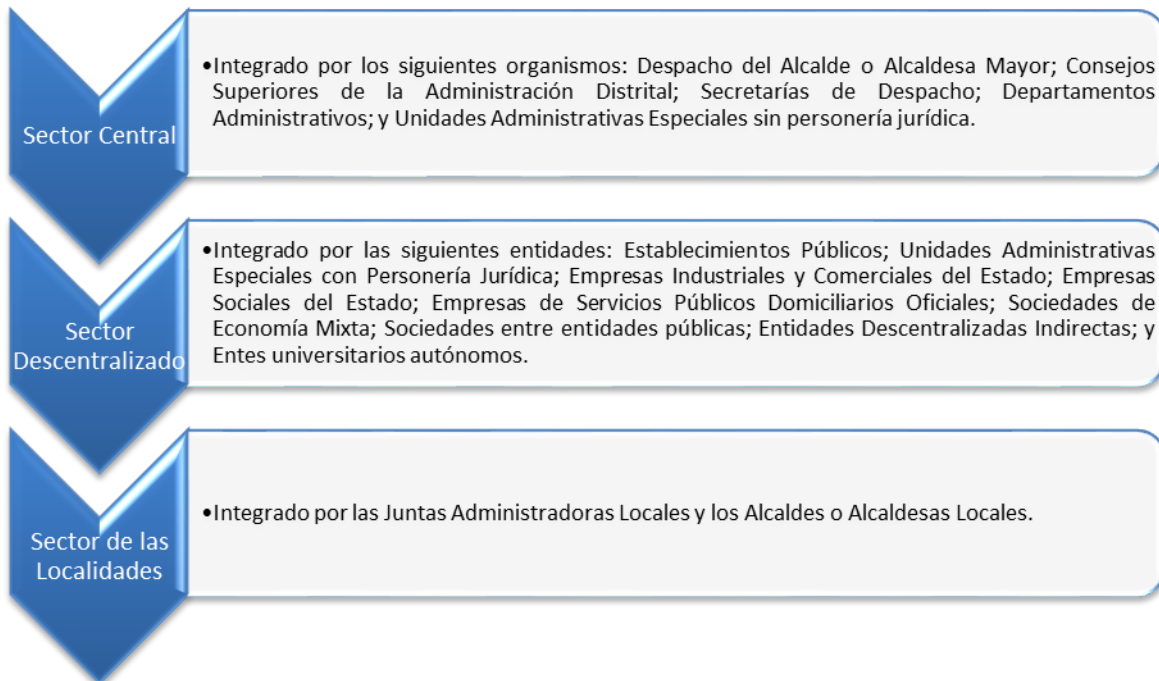 Sector Central
•Integrado por los siguientes organismos: Despacho del Alcalde o Alcaldesa Mayor; Consejos
Superiores de la Administración Distrital; Secretarías de Despacho; Departamentos
Administrativos; y Unidades Administrativas Especiales sin personería jurídica.
Sector
Descentralizado
•Integrado por las siguientes entidades: Establecimientos Públicos; Unidades Administrativas
Especiales con Personería Jurídica; Empresas Industriales y Comerciales del Estado; Empresas
Sociales del Estado; Empresas de Servicios Públicos Domiciliarios Oficiales; Sociedades de
Economía Mixta; Sociedades entre entidades públicas; Entidades Descentralizadas Indirectas; y
Entes universitarios autónomos.
Sector de las
Localidades
•Integrado por las Juntas Administradoras Locales y los Alcaldes o Alcaldesas Locales.